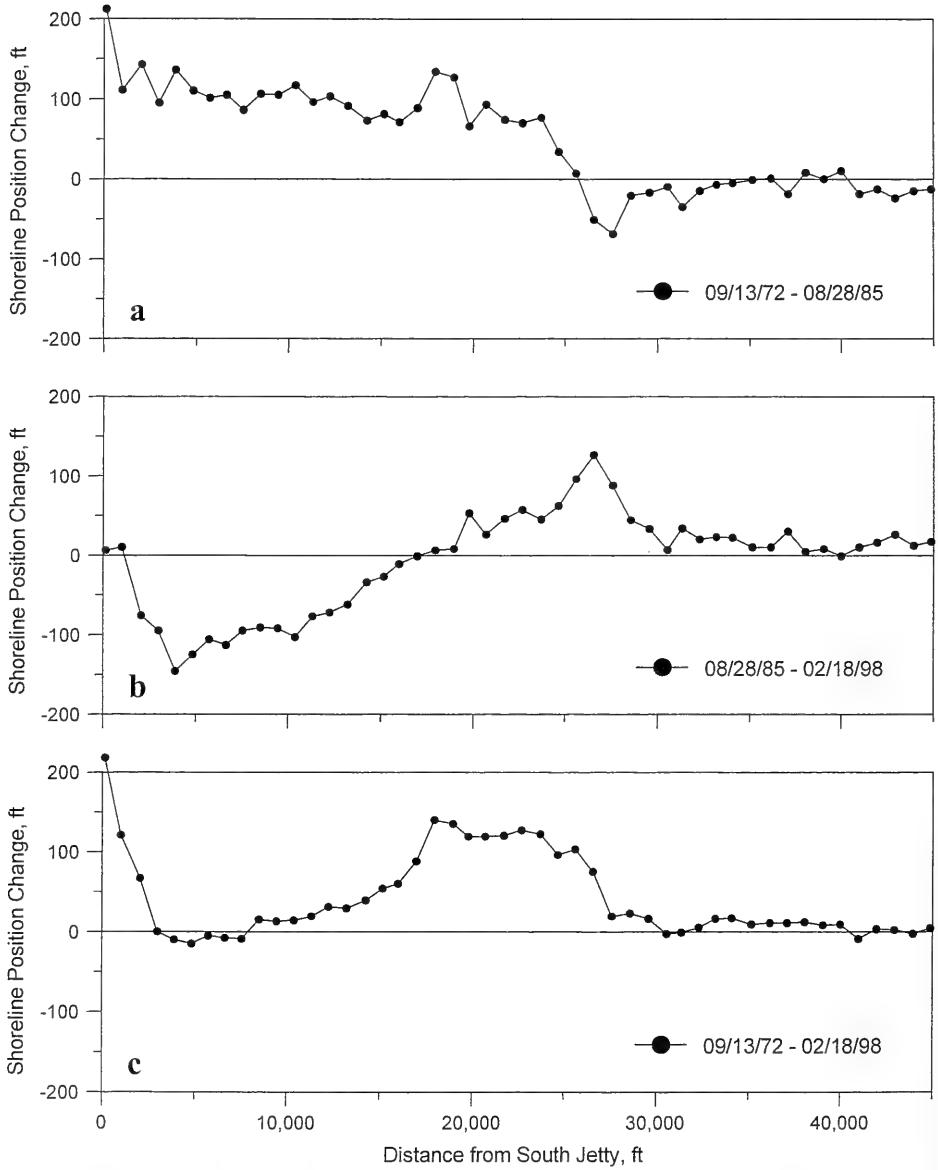 200
100
0
-100
-200
Shoreline Position Change, ft
a
09/13/72 - 08/28/85
200
100
0
-100
-200
Shoreline Position Change, ft
b
08/28/85 - 02/18/98
200
100
0
-100
-200
Shoreline Position Change, ft
c
09/13/72 - 02/18/98
0 10,000 20,000 30,000 40,000
Distance from South Jetty, ft